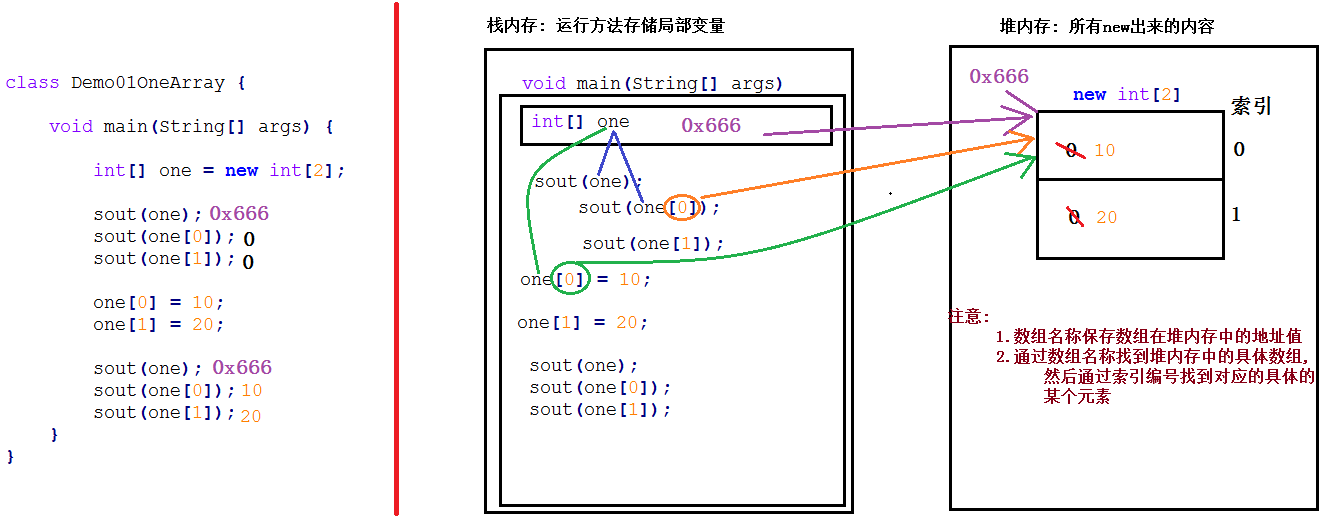 class Demo01OneArray {
void main(String[] args) {
int[] one = new int[2];
sout(one); 0x666
sout(one[0]); 0
sout(one[1]); 0
one[0] = 10;
one[1] = 20;
sout(one); 0x666
sout(one[0]); 10
sout(one[1]); 20
}
}
栈内存: 运行方法存储局部变量
void main(String[] args)
int[] one 0x666
sout(one);
sout(one[0]);
sout(one[1]);
one[0] = 10;
one[1] = 20;
sout(one);
sout(one[0]);
sout(one[1]);
堆内存: 所有new出来的内容
0x666
new int[2]
索引
0 10 0
0 20 1
注意:
1.数组名称保存数组在堆内存中的地址值
2.通过数组名称找到堆内存中的具体数组,
然后通过索引编号找到对应的具体的
某个元素